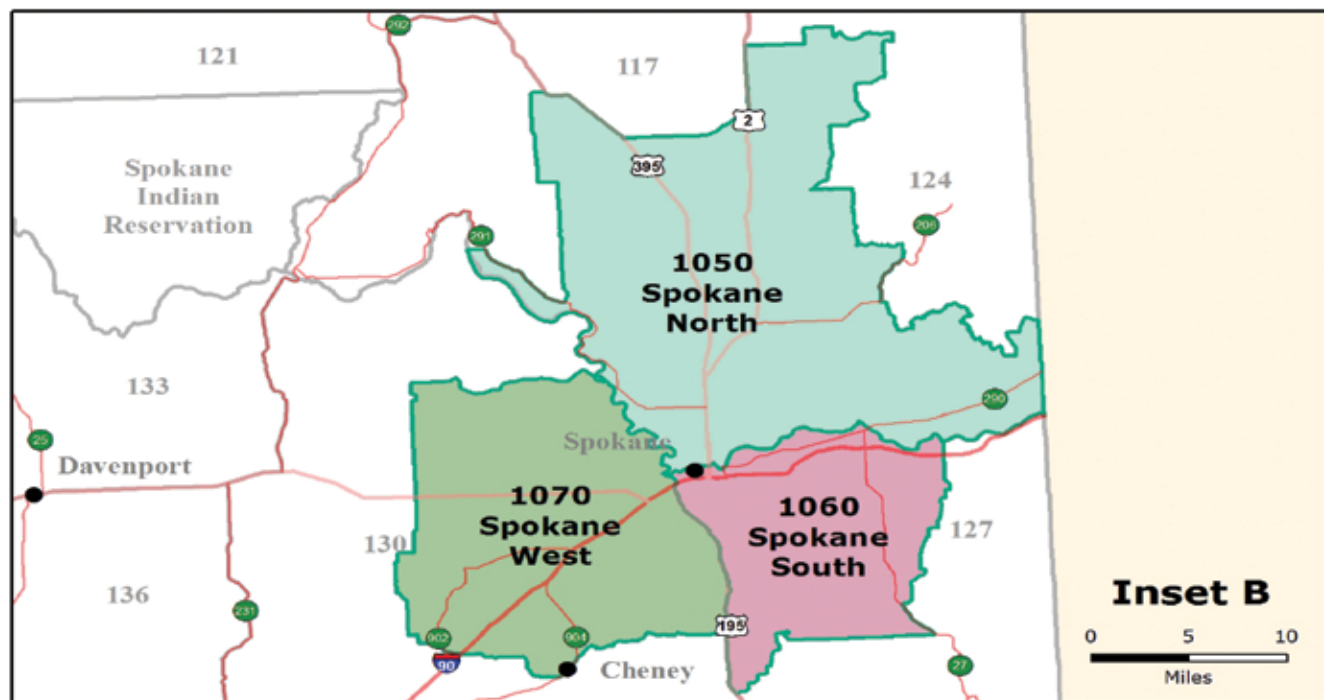 292
121
117
2
395
Spokane
Indian
Reservation
124
206
291
1050
Spokane
North
133
290
25
Spokane
Davenport
1070
Spokane
West
1060
Spokane
South
130
127
136
Inset B
231
195
902
904
0 5 10
Miles
90
Cheney
27